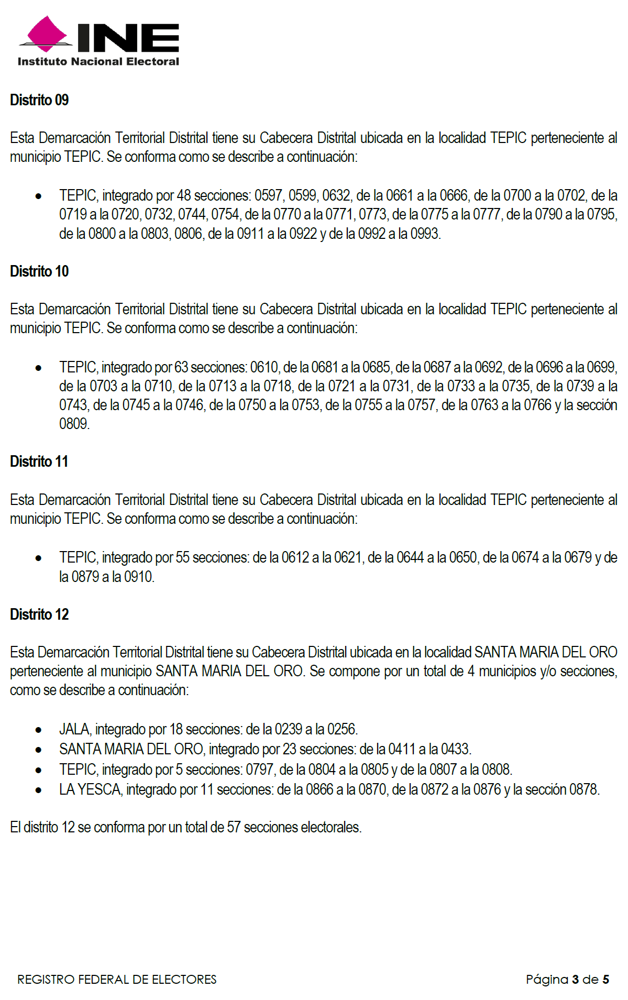 INE
Instituto Nacional Electoral
Distrito 09
Esta Demarcación Territorial Distrital tiene su Cabecera Distrital ubicada en la localidad TEPIC perteneciente al
municipio TEPIC. Se conforma como se describe a continuación:
• TEPIC, integrado por 48 secciones: 0597, 0599, 0632, de la 0661 a la 0666, de la 0700 a la 0702, de la
0719 a la 0720, 0732, 0744, 0754, de la 0770 a la 0771, 0773, de la 0775 a la 0777, de la 0790 a la 0795,
de la 0800 a la 0803, 0806, de la 0911 a la 0922 y de la 0992 a la 0993.
Distrito 10
Esta Demarcación Territorial Distrital tiene su Cabecera Distrital ubicada en la localidad TEPIC perteneciente al
municipio TEPIC. Se conforma como se describe a continuación:
• TEPIC, integrado por 63 secciones: 0610, de la 0681 a la 0685, de la 0687 a la 0692, de la 0696 a la 0699,
de la 0703 a la 0710, de la 0713 a la 0718, de la 0721 a la 0731, de la 0733 a la 0735, de la 0739 a la
0743, de la 0745 a la 0746, de la 0750 a la 0753, de la 0755 a la 0757, de la 0763 a la 0766 y la sección
0809.
Distrito 11
Esta Demarcación Territorial Distrital tiene su Cabecera Distrital ubicada en la localidad TEPIC perteneciente al
municipio TEPIC. Se conforma como se describe a continuación:
• TEPIC, integrado por 55 secciones: de la 0612 a la 0621, de la 0644 a la 0650, de la 0674 a la 0679 y de
la 0879 a la 0910.
Distrito 12
Esta Demarcación Territorial Distrital tiene su Cabecera Distrital ubicada en la localidad SANTA MARIA DEL ORO
perteneciente al municipio SANTA MARIA DEL ORO. Se compone por un total de 4 municipios y/o secciones,
como se describe a continuación:
• JALA, integrado por 18 secciones: de la 0239 a la 0256.
• SANTA MARIA DEL ORO, integrado por 23 secciones: de la 0411 a la 0433.
• TEPIC, integrado por 5 secciones: 0797, de la 0804 a la 0805 y de la 0807 a la 0808.
• LA YESCA, integrado por 11 secciones: de la 0866 a la 0870, de la 0872 a la 0876 y la sección 0878.
El distrito 12 se conforma por un total de 57 secciones electorales.
REGISTRO FEDERAL DE ELECTORES Página 3 de 5